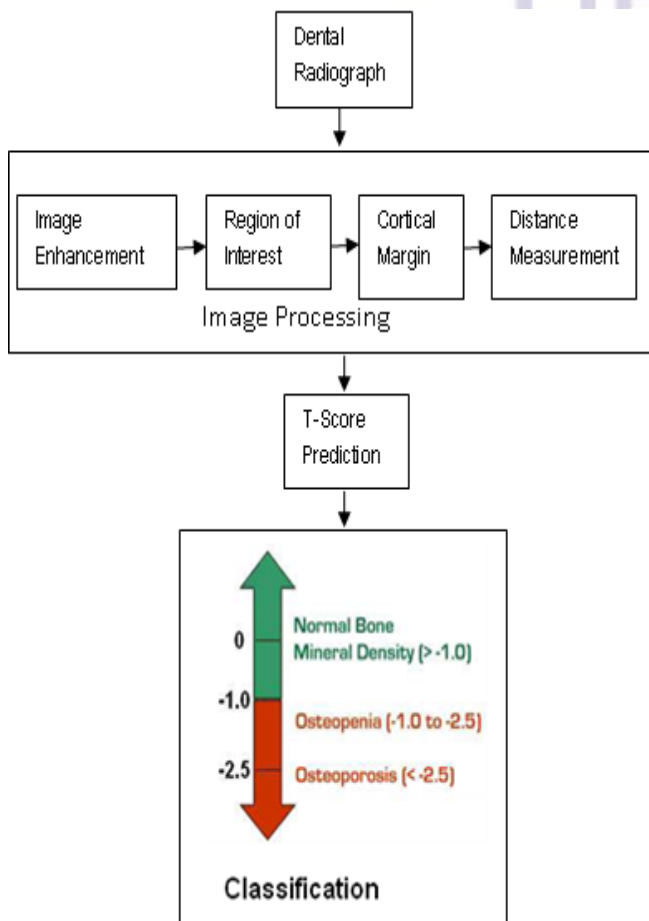 Dental
Radiograph
Image
Enhancement
Region of
Interest
Cortical
Margin
Distance
Measurement
Image Processing
T-Score
Prediction
0
Normal Bone
Mineral Density (> -1.0)
-1.0
Osteopenia (-1.0 to -2.5)
-2.5
Osteoporosis (< -2.5)
Classification